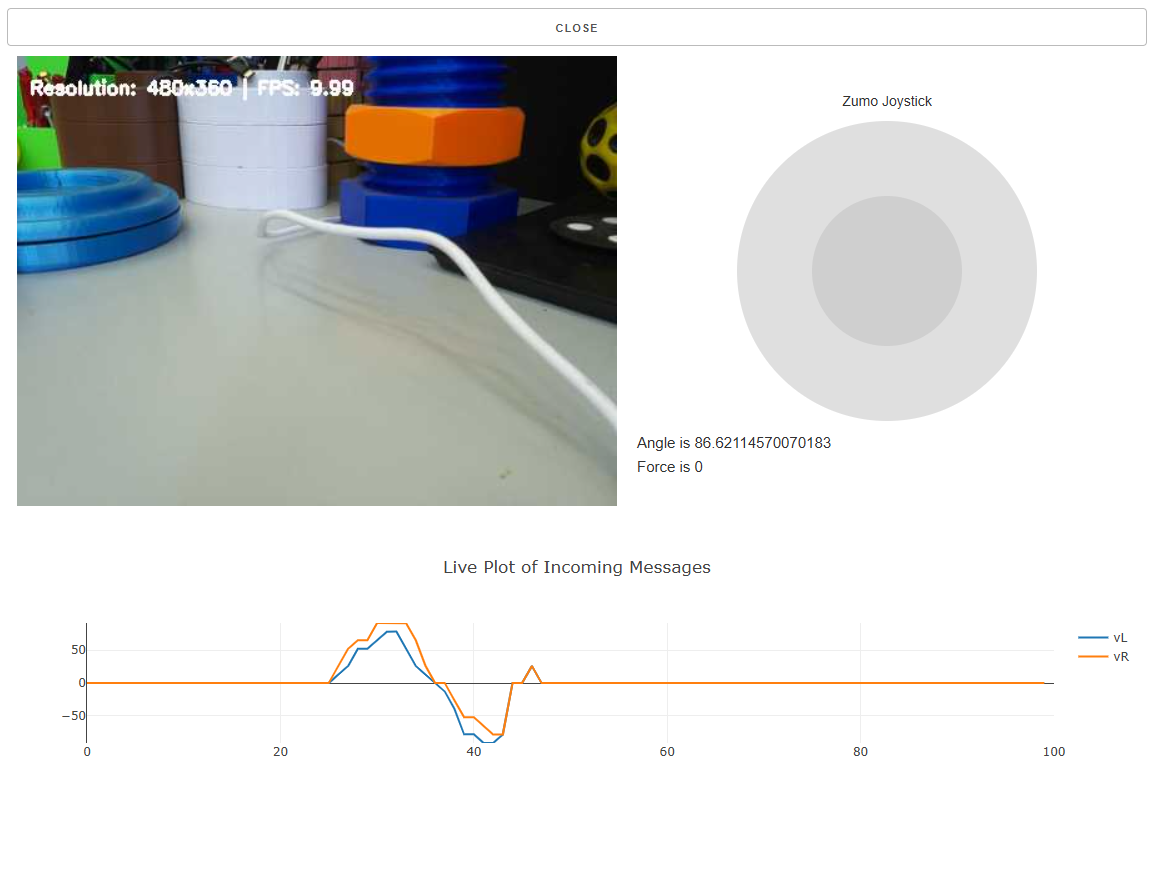 CLOSE
Resolution: 480x360 | FPS: 9.99
Zumo Joystick
Angle is 86.62114570070183
Force is 0
Live Plot of Incoming Messages
50
0
−50
0 20 40 60 80 100
vL
vR